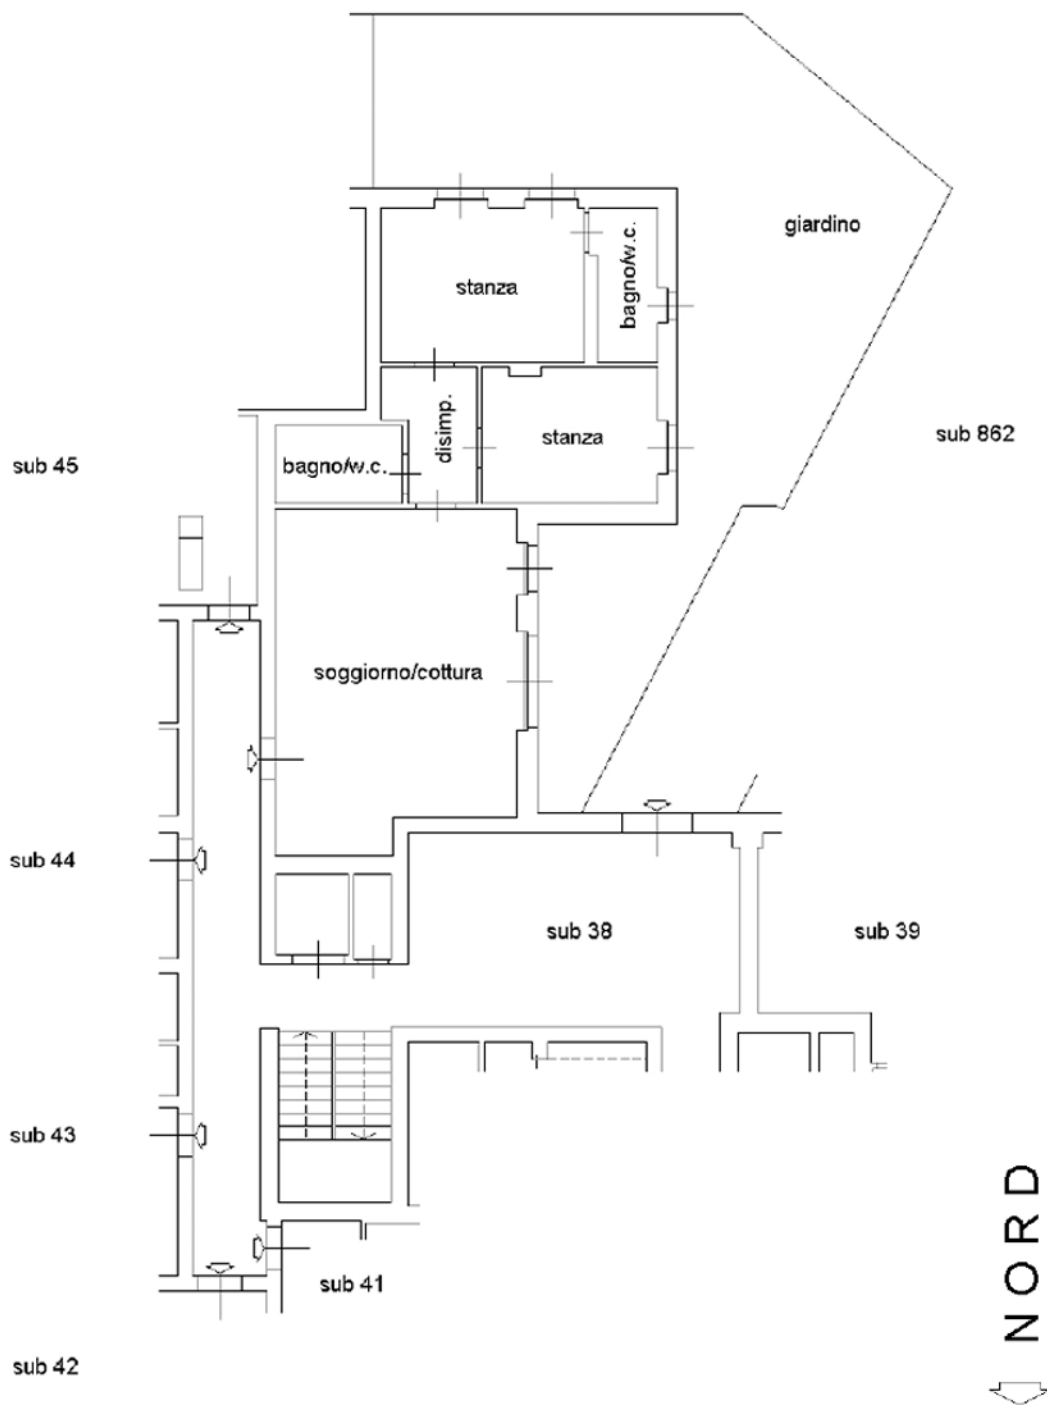 giardino
stanza
bagno/w.c.
disimp.
stanza
sub 862
bagno/w.c.
sub 45
soggiorno/cottura
sub 44
sub 38
sub 39
sub 43
NORD
sub 41
sub 42